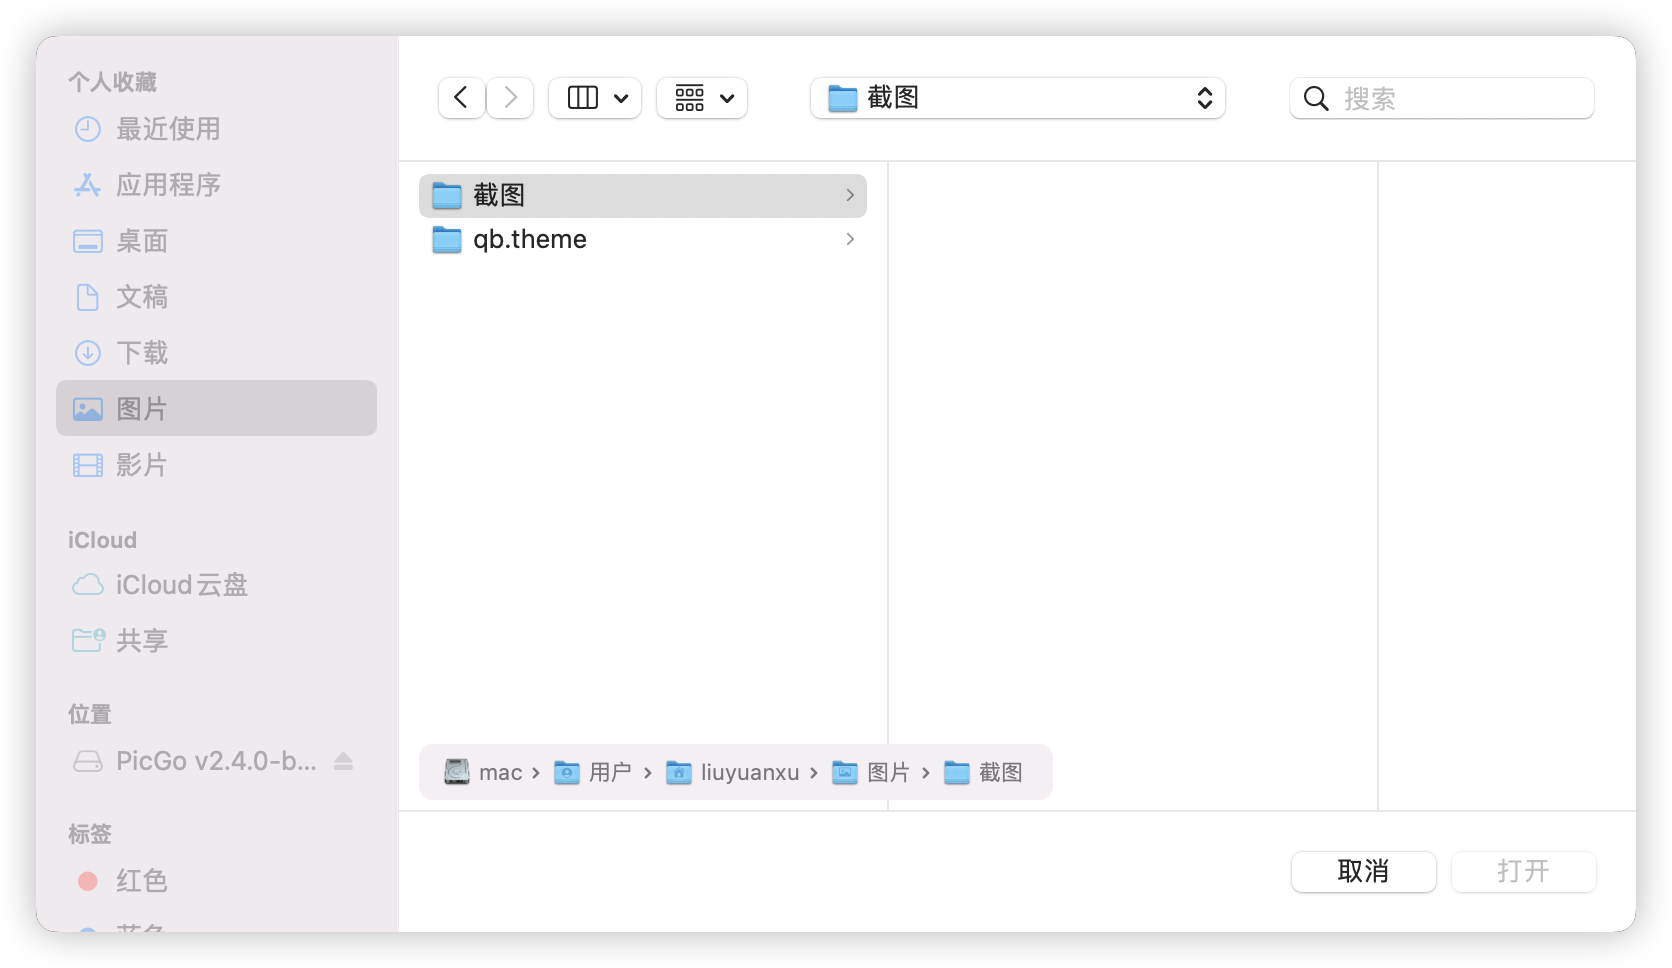 个人收藏
最近使用
应用程序
桌面
文稿
下载
图片
影片
iCloud
iCloud云盘
共享
位置
PicGo v2.4.0-b...
标签
红色
蓝色
截图
搜索
截图
qb.theme
mac › 用户 › liuyuanxu › 图片 › 截图
取消
打开